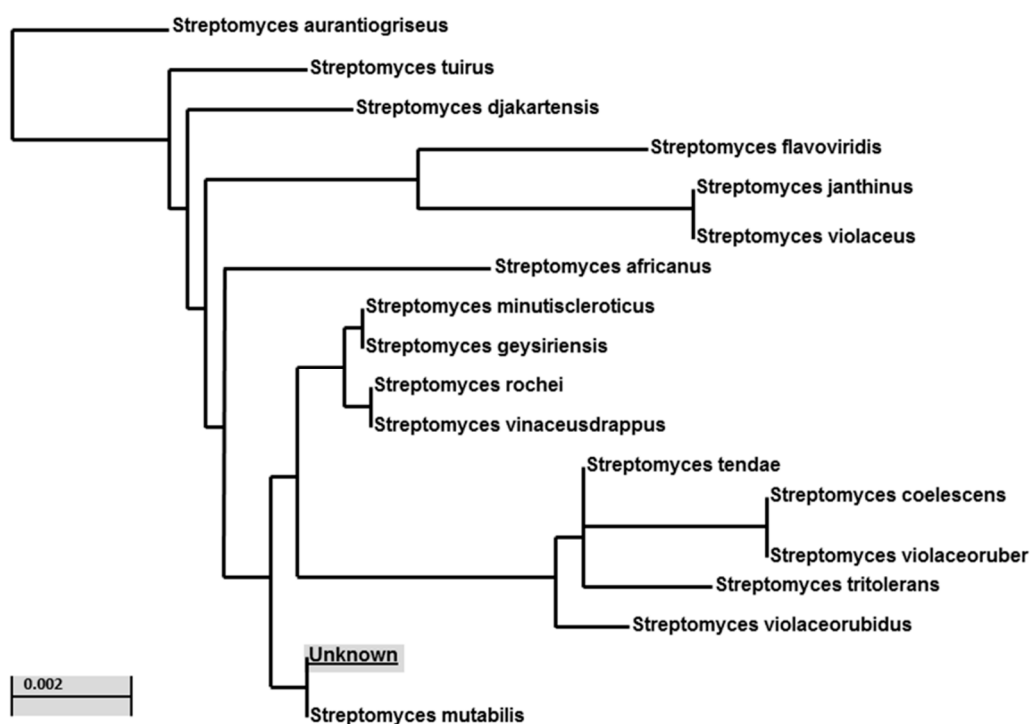 Streptomyces aurantiogriseus
Streptomyces tuirus
Streptomyces djakartensis
Streptomyces flavoviridis
Streptomyces janthinus
Streptomyces violaceus
Streptomyces africanus
Streptomyces minutiscleroticus
Streptomyces geysiriensis
Streptomyces rochei
Streptomyces vinaceusdrappus
Streptomyces tendae
Streptomyces coelescens
Streptomyces violaceoruber
Streptomyces tritolerans
Streptomyces violaceorubidus
Unknown
0.002
Streptomyces mutabilis